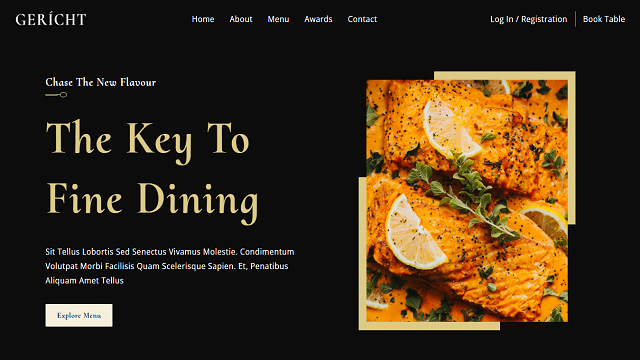 GERÍCHT
Home About Menu Awards Contact
Log In / Registration Book Table
Chase The New Flavour
The Key To
Fine Dining
Sit Tellus Lobortis Sed Senectus Vivamus Molestie. Condimentum
Volutpat Morbi Facilisis Quam Scelerisque Sapien. Et, Penatibus
Aliquam Amet Tellus
Explore Menu